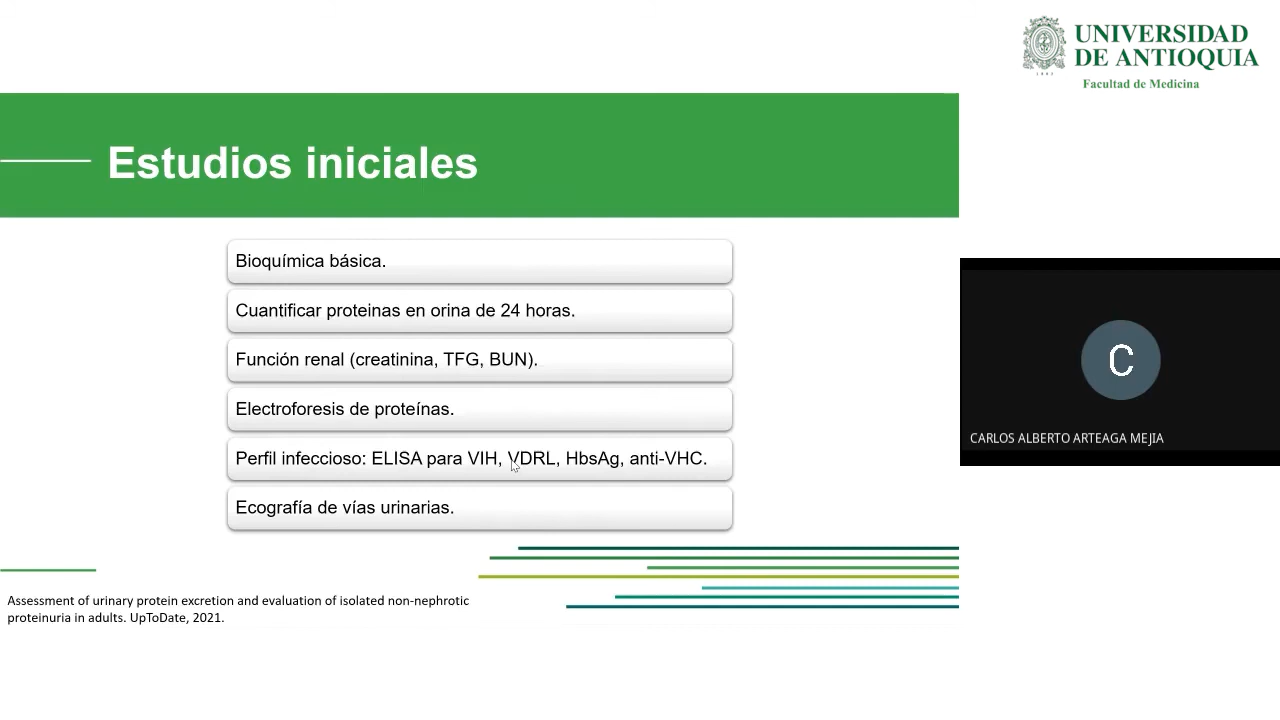 UNIVERSIDAD
DE ANTIOQUIA
1803
Facultad de Medicina
Estudios iniciales
Bioquímica básica.
Cuantificar proteinas en orina de 24 horas.
Función renal (creatinina, TFG, BUN).
Electroforesis de proteínas.
Perfil infeccioso: ELISA para VIH, VDRL, HbsAg, anti-VHC.
Ecografía de vías urinarias.
C
CARLOS ALBERTO ARTEAGA MEJIA
Assessment of urinary protein excretion and evaluation of isolated non-nephrotic
proteinuria in adults. UpToDate, 2021.